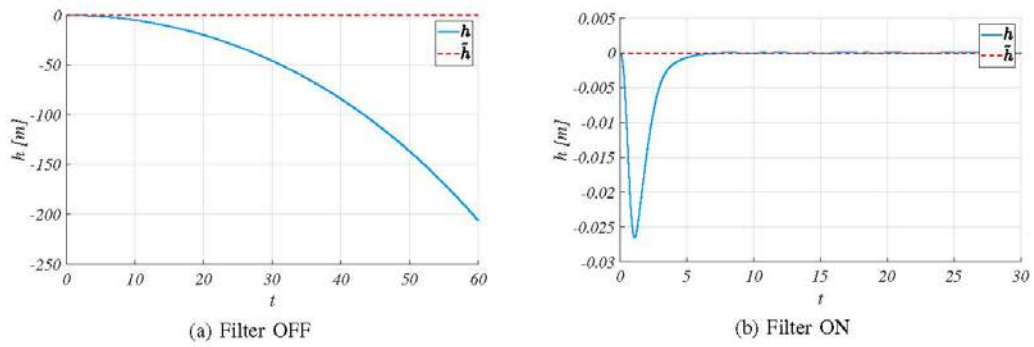 0
-50
-100
-150
-200
-250
h [m]
0 10 20 30 40 50 60
t
h
h̃
(a) Filter OFF
0.005
0
-0.005
-0.01
-0.015
-0.02
-0.025
-0.03
h [m]
0 5 10 15 20 25 30
t
h
h̃
(b) Filter ON